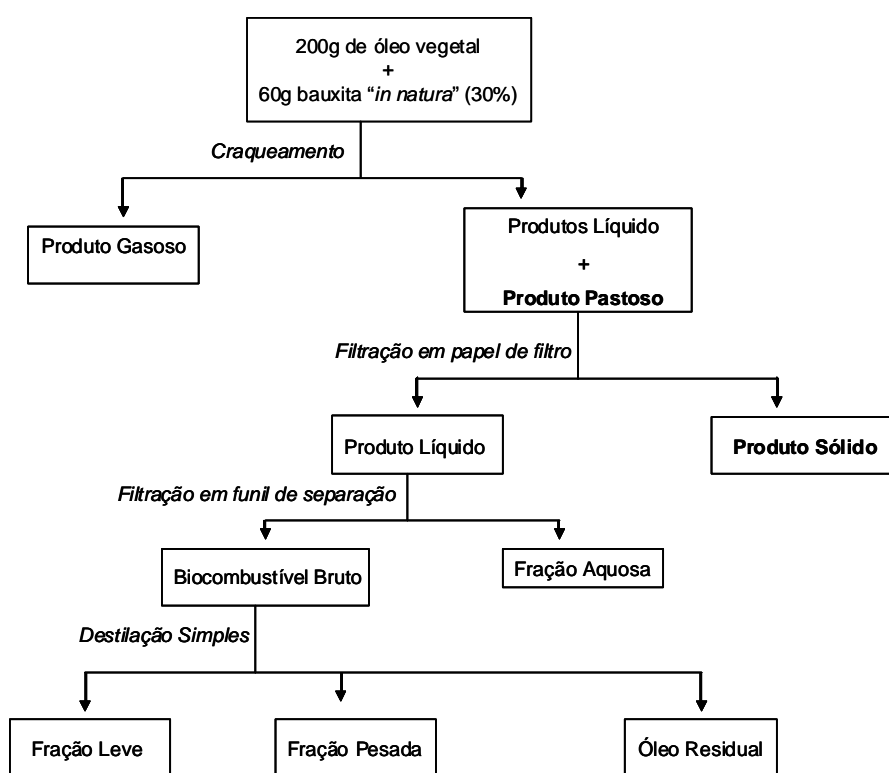 200g de óleo vegetal
+
60g bauxita “in natura” (30%)
Craqueamento
Produto Gasoso
Produtos Líquido
+
Produto Pastoso
Filtração em papel de filtro
Produto Líquido
Produto Sólido
Filtração em funil de separação
Biocombustível Bruto
Fração Aquosa
Destilação Simples
Fração Leve
Fração Pesada
Óleo Residual